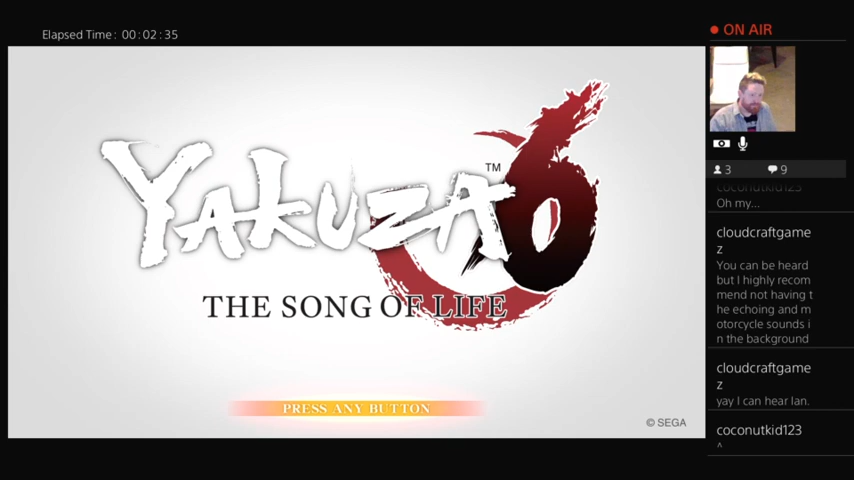 Elapsed Time: 00:02:35
ON AIR
YAKUZA 6
TM
THE SONG OF LIFE
PRESS ANY BUTTON
© SEGA
3
9
coconutkid123
Oh my...
cloudcraftgame
z
You can be heard
but I highly recom
mend not having t
he echoing and m
otorcycle sounds i
n the background
cloudcraftgame
z
yay I can hear Ian.
coconutkid123
^